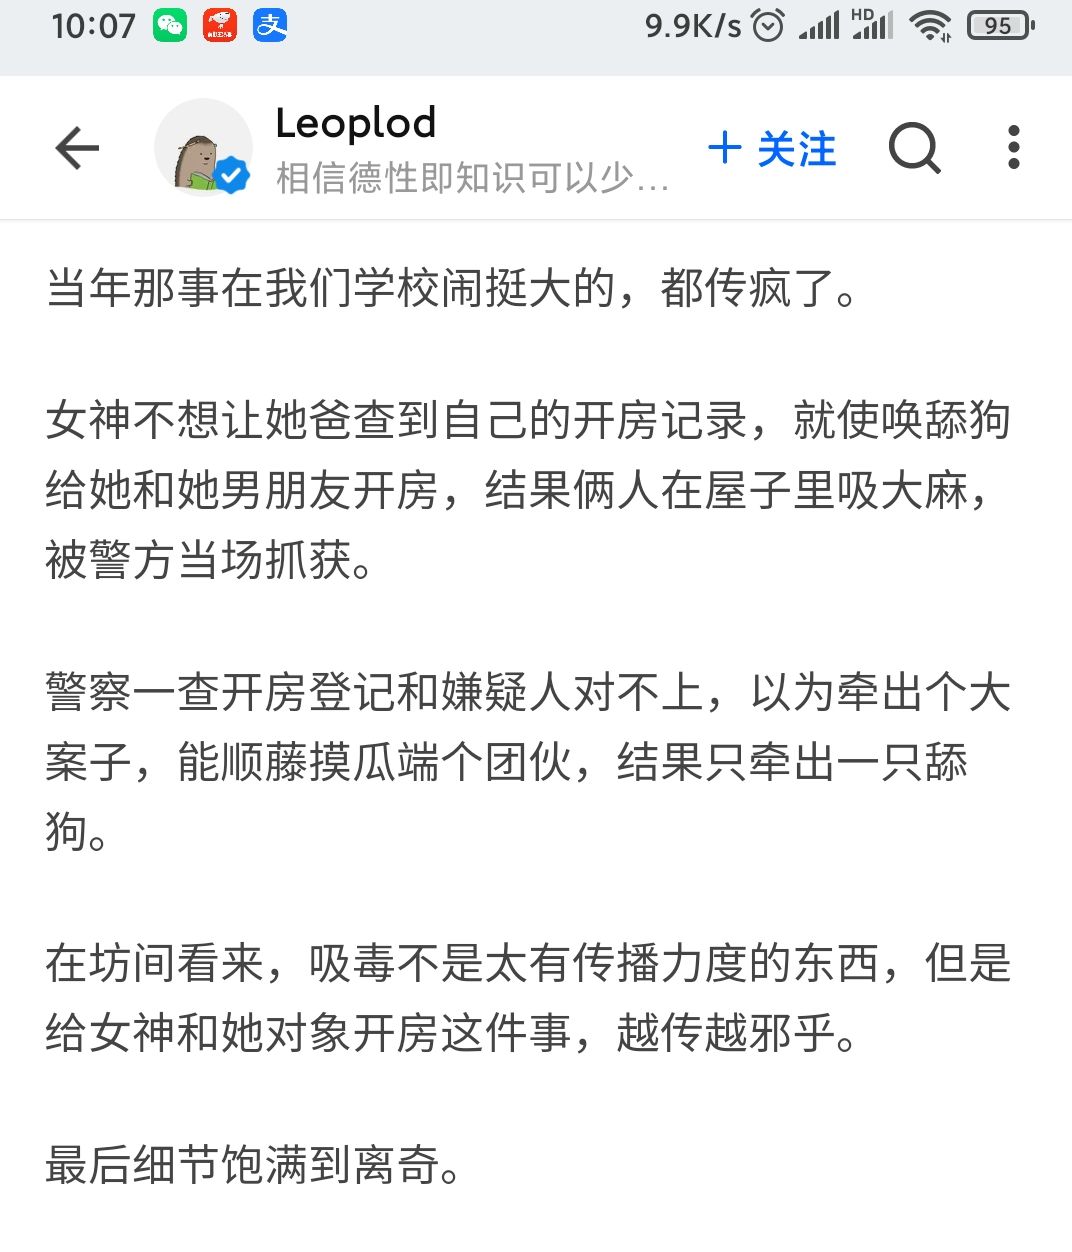 10:07
9.9K/s
HD
95
Leoplod
相信德性即知识可以少...
+ 关注
当年那事在我们学校闹挺大的，都传疯了。
女神不想让她爸查到自己的开房记录，就使唤舔狗
给她和她男朋友开房，结果俩人在屋子里吸大麻，
被警方当场抓获。
警察一查开房登记和嫌疑人对不上，以为牵出个大
案子，能顺藤摸瓜端个团伙，结果只牵出一只舔
狗。
在坊间看来，吸毒不是太有传播力度的东西，但是
给女神和她对象开房这件事，越传越邪乎。
最后细节饱满到离奇。